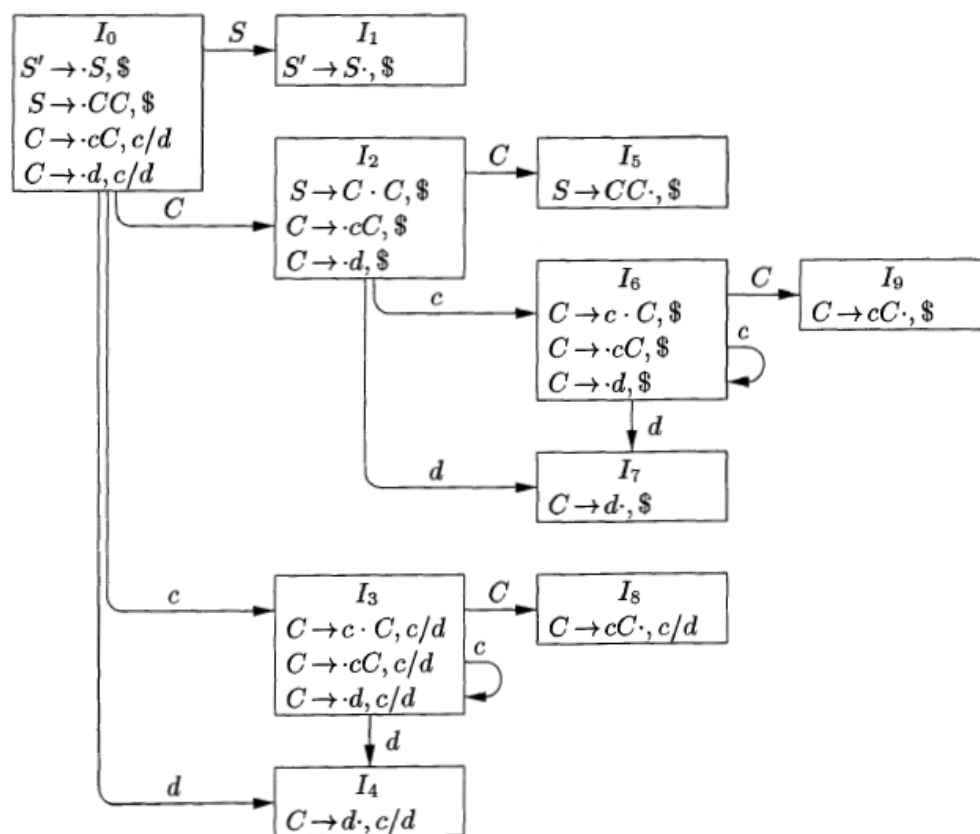 I₀
S′ → ·S, $
S → ·CC, $
C → ·cC, c/d
C → ·d, c/d
S
I₁
S′ → S·, $
C
I₂
S → C · C, $
C → ·cC, $
C → ·d, $
C
I₅
S → CC·, $
c
I₆
C → c · C, $
C → ·cC, $
C → ·d, $
C
I₉
C → cC·, $
c
d
d
I₇
C → d·, $
c
I₃
C → c · C, c/d
C → ·cC, c/d
C → ·d, c/d
C
I₈
C → cC·, c/d
c
d
d
I₄
C → d·, c/d